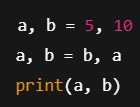 a, b = 5, 10
a, b = b, a
print(a, b)